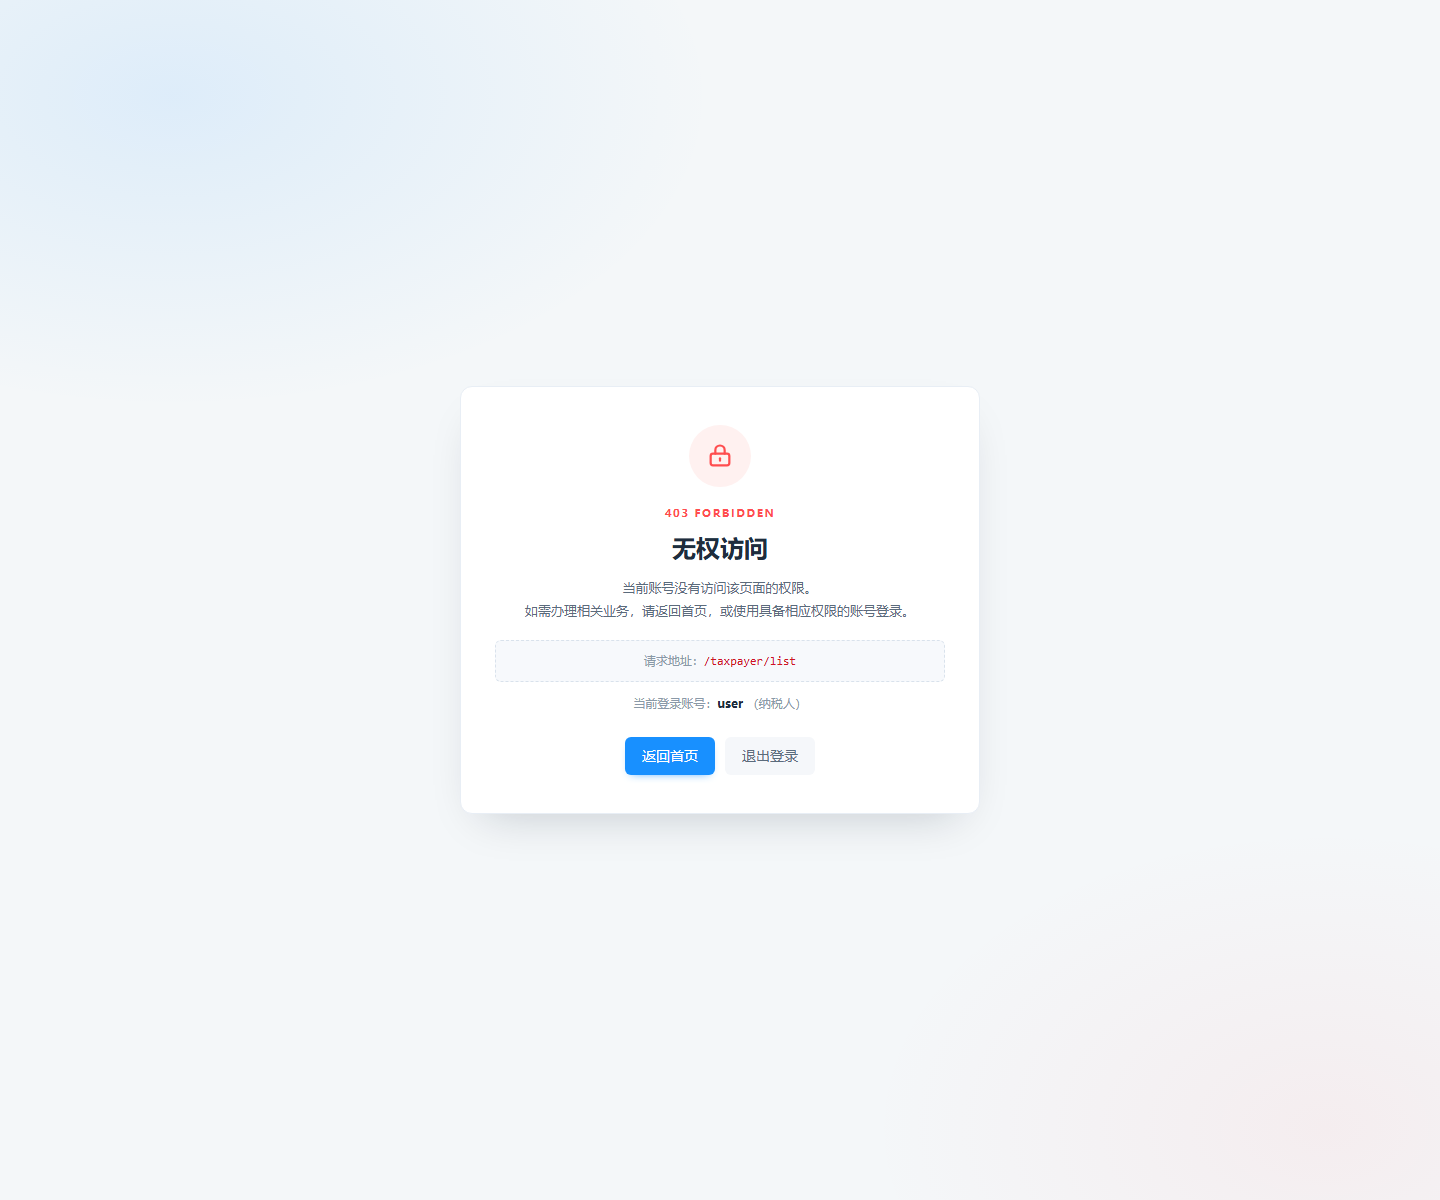 403 FORBIDDEN
无权访问
当前账号没有访问该页面的权限。
如需办理相关业务，请返回首页，或使用具备相应权限的账号登录。
请求地址：/taxpayer/list
当前登录账号：user （纳税人）
返回首页 退出登录